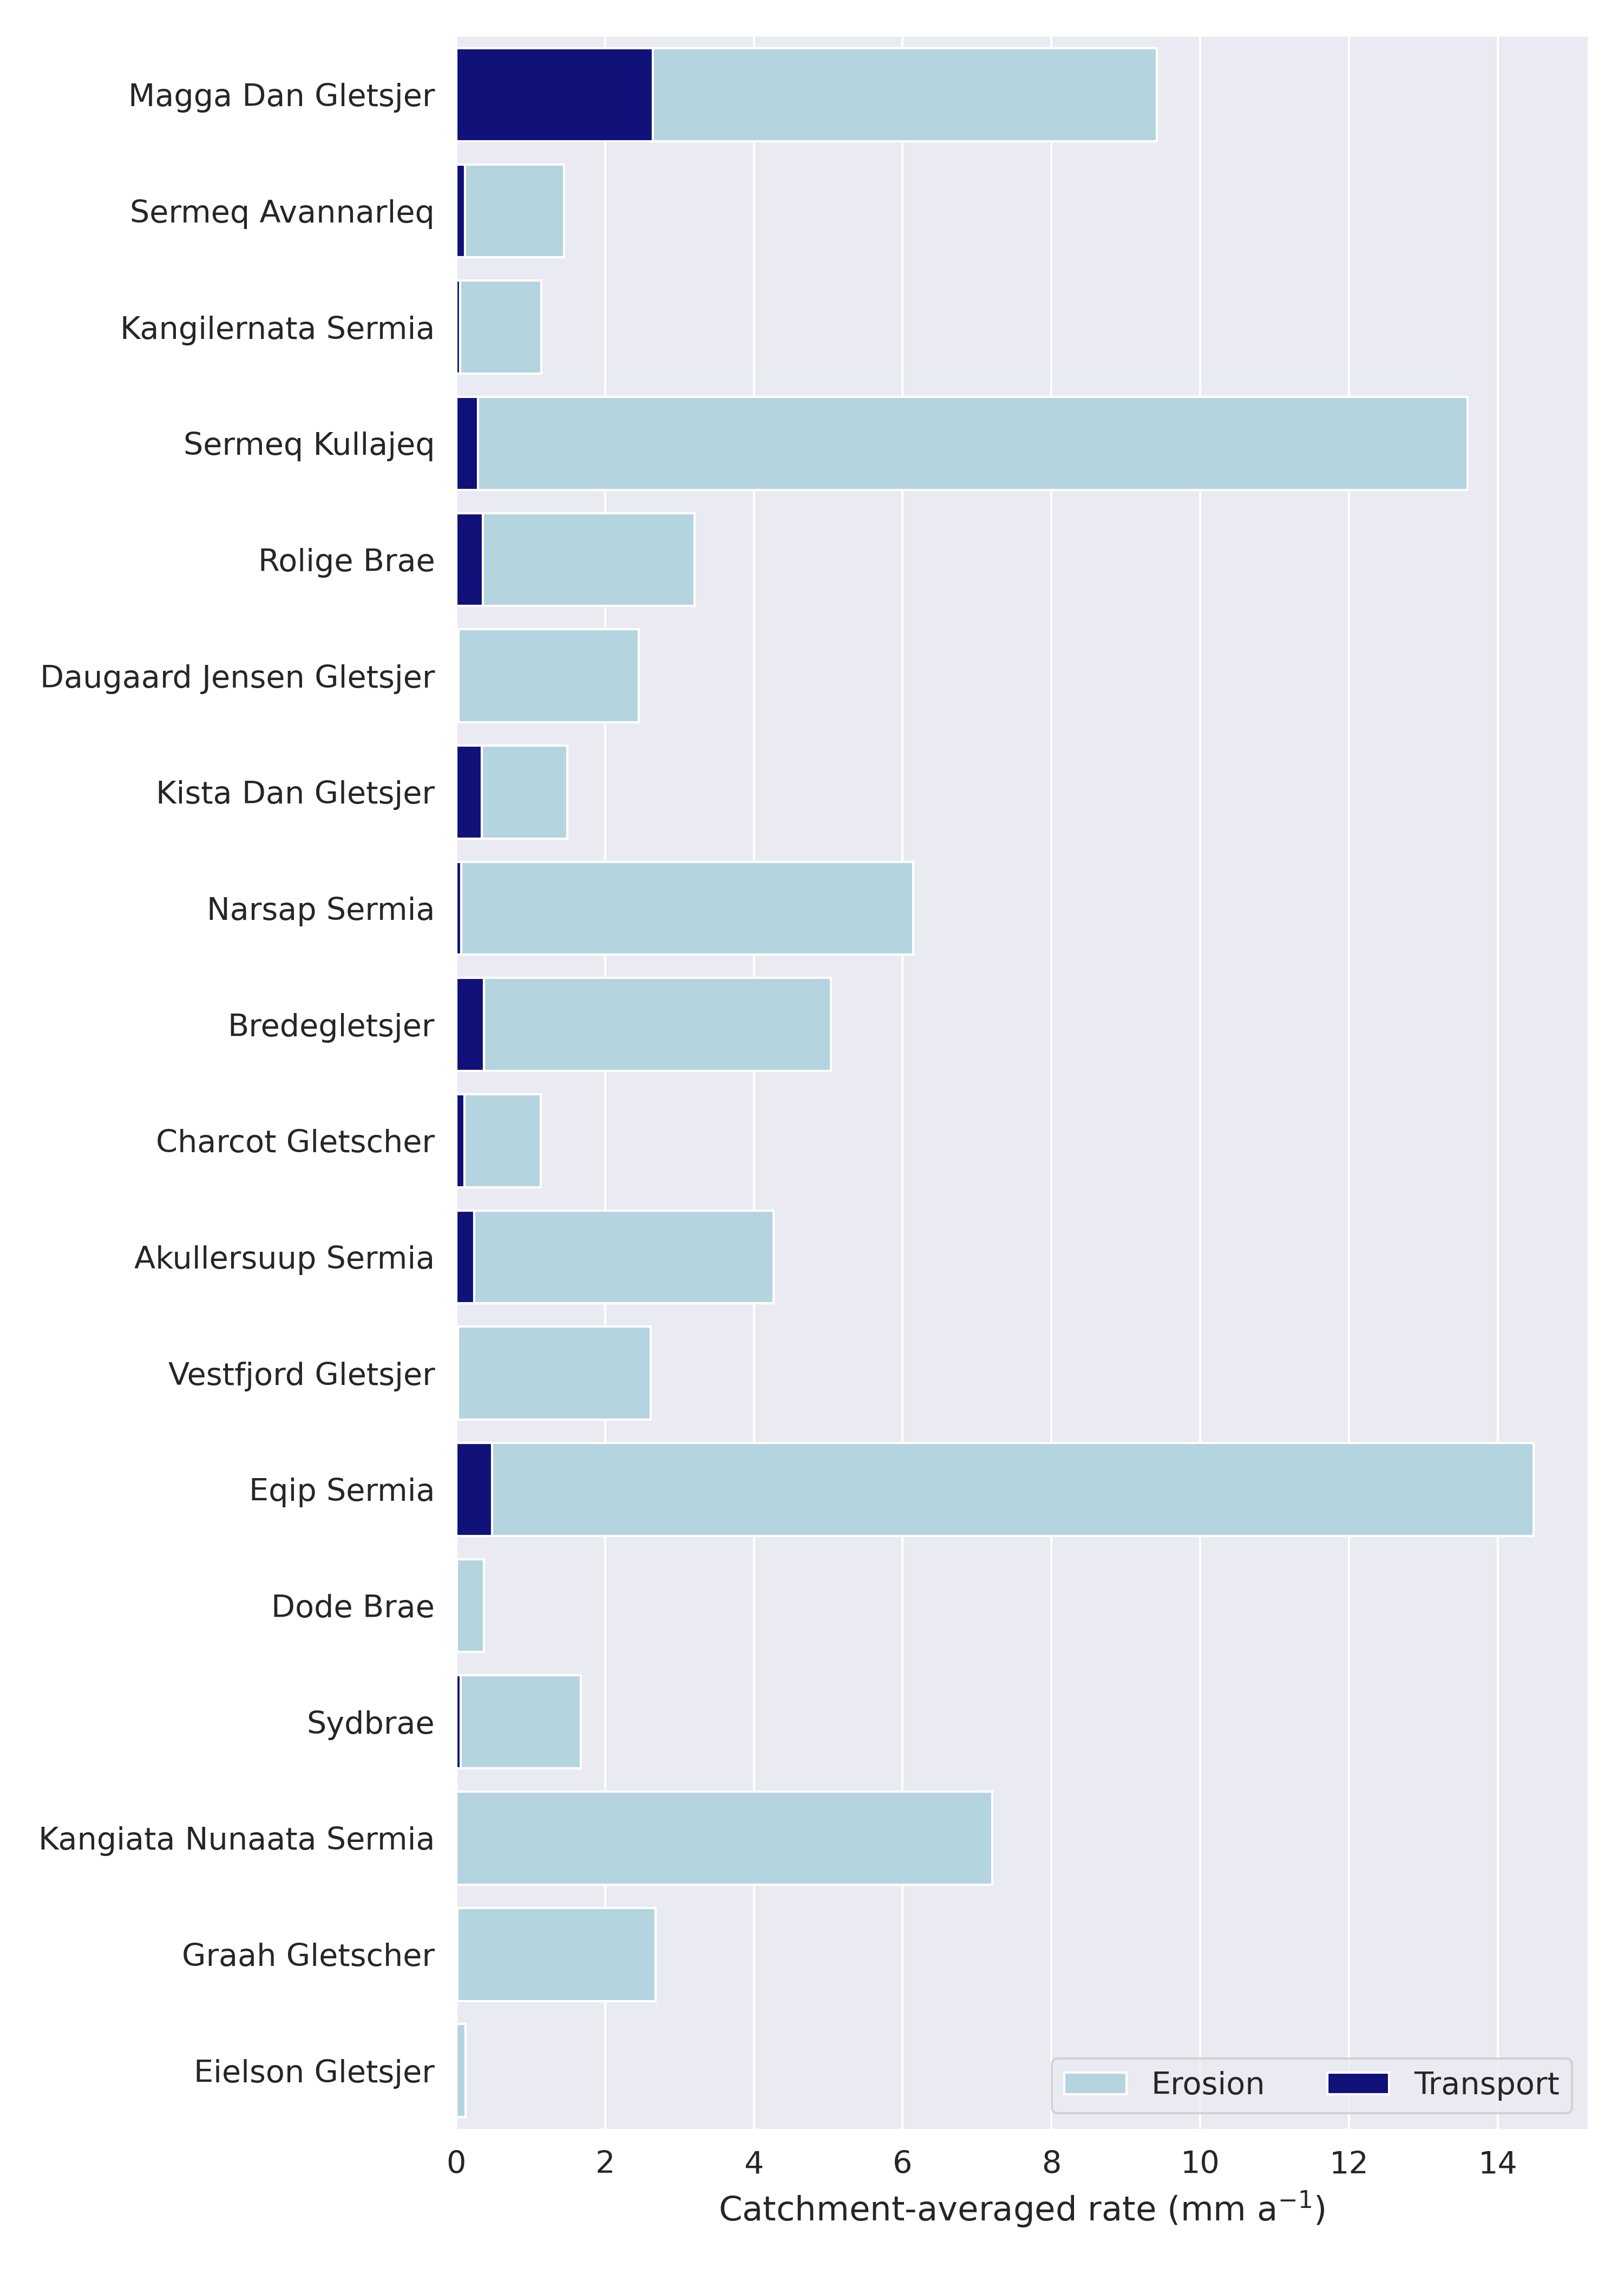 Magga Dan Gletsjer
Sermeq Avannarleq
Kangilernata Sermia
Sermeq Kullajeq
Rolige Brae
Daugaard Jensen Gletsjer
Kista Dan Gletsjer
Narsap Sermia
Bredegletsjer
Charcot Gletscher
Akullersuup Sermia
Vestfjord Gletsjer
Eqip Sermia
Dode Brae
Sydbrae
Kangiata Nunaata Sermia
Graah Gletscher
Eielson Gletsjer
Erosion Transport
0 2 4 6 8 10 12 14
Catchment-averaged rate (mm a⁻¹)